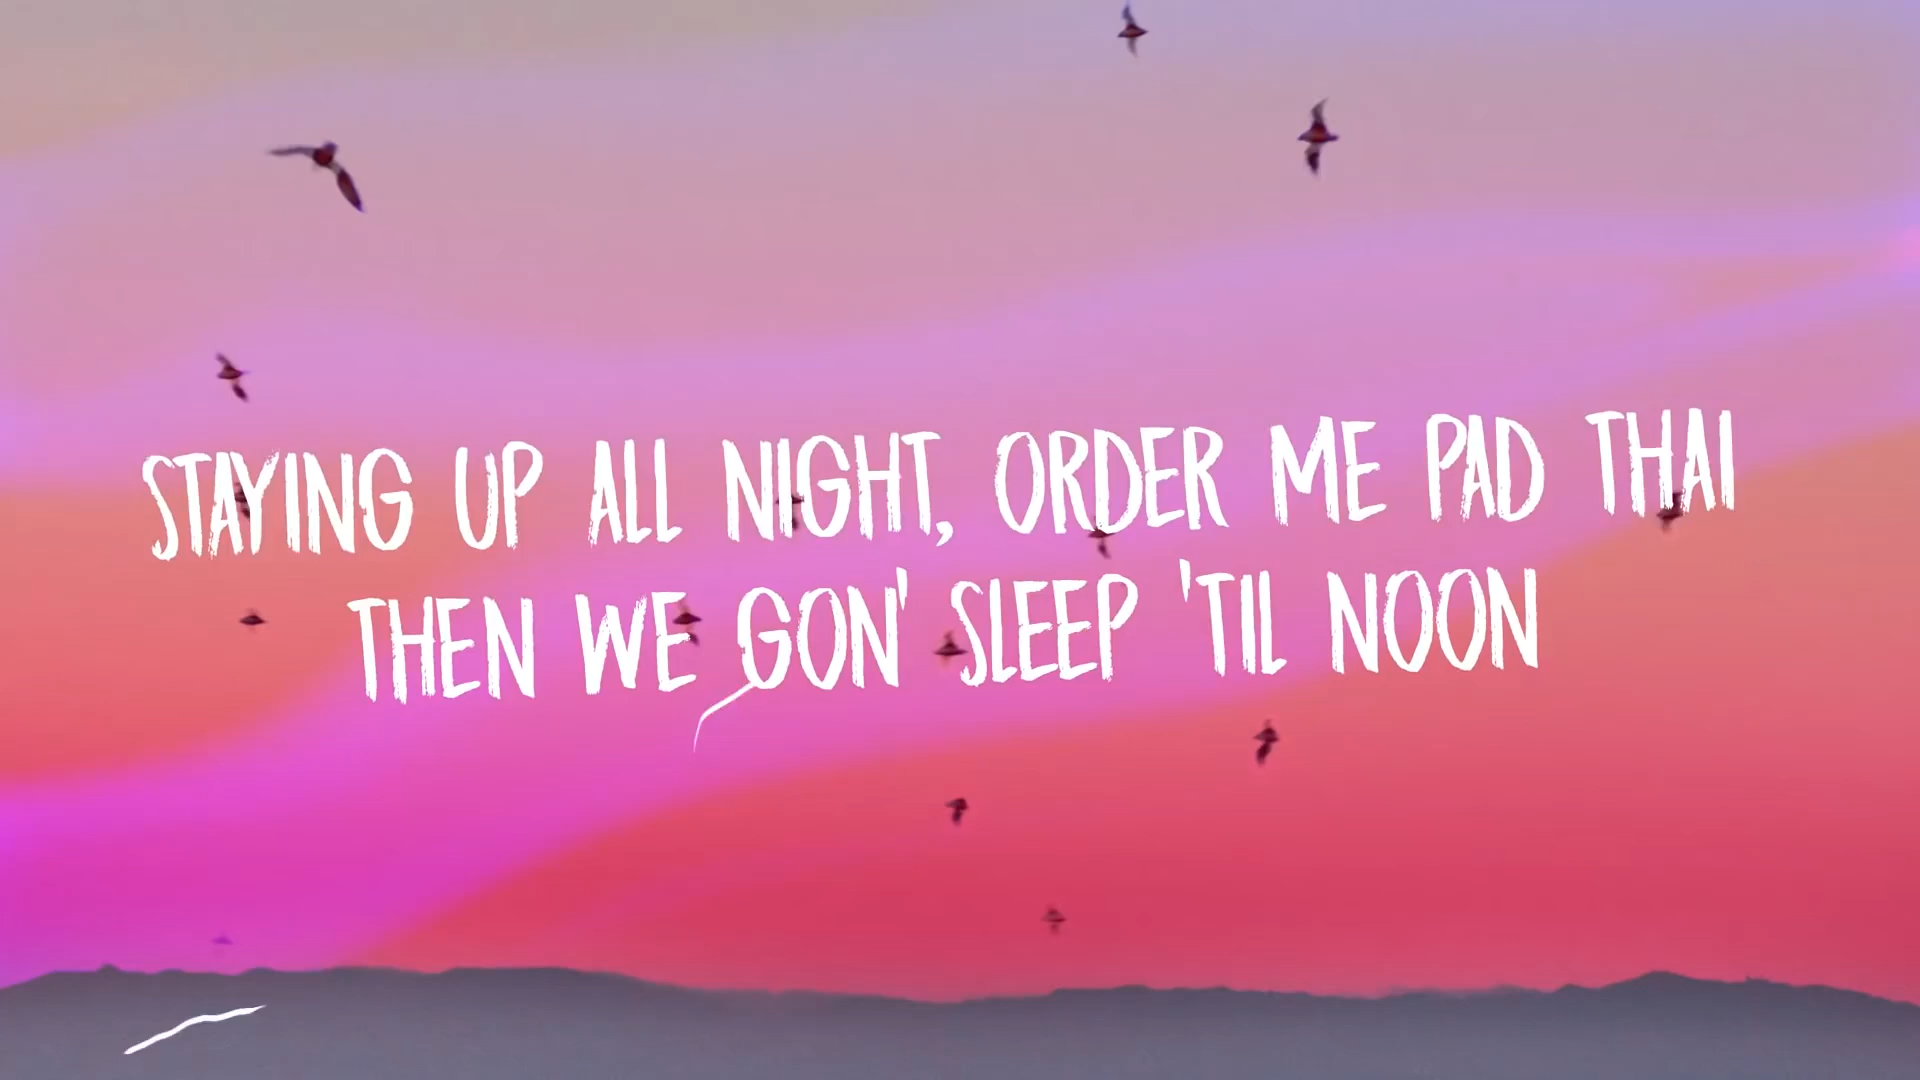 STAYING UP ALL NIGHT, ORDER ME PAD THAI
THEN WE GON' SLEEP 'TIL NOON